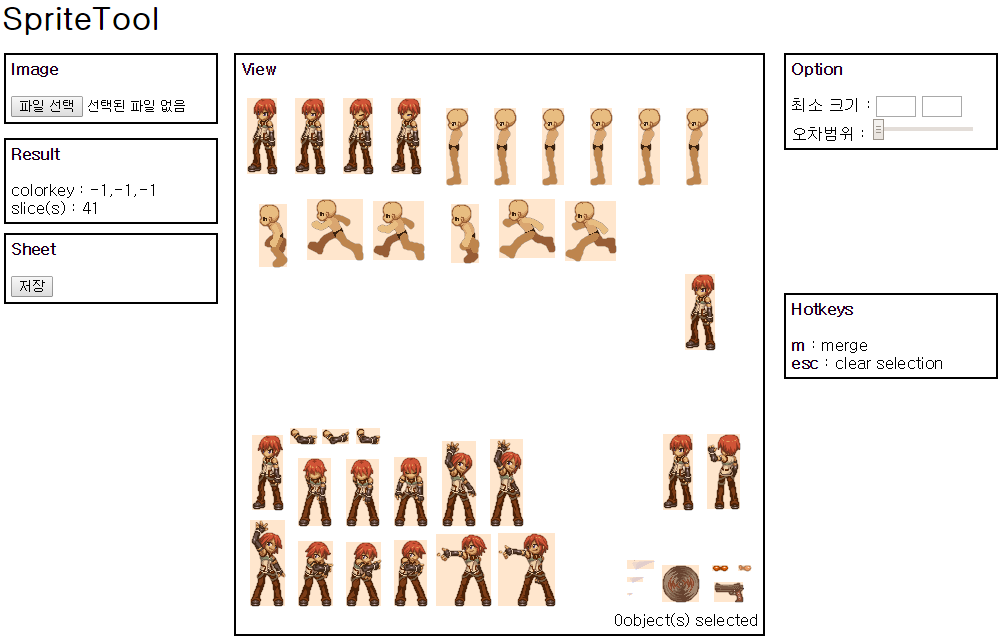 SpriteTool
Image
파일 선택 선택된 파일 없음
Result
colorkey : -1,-1,-1
slice(s) : 41
Sheet
저장
View
0object(s) selected
Option
최소 크기 :
오차범위 :
Hotkeys
m : merge
esc : clear selection